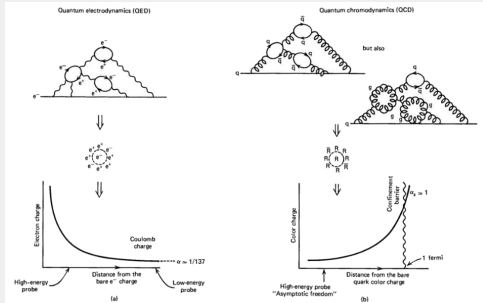 Quantum electrodynamics (QED)
e⁻
e⁻
e⁺
e⁻
e⁺
e⁻
e⁺
e⁻
Coulomb
charge
α ≈ 1/137
Electron charge
Distance from the
bare e⁻ charge
High-energy
probe
Low-energy
probe
(a)
Quantum chromodynamics (QCD)
but also
q
q
g
R
R
Color charge
Confinement
barrier
αs ≈ 1
1 fermi
Distance from the bare
quark color charge
High-energy probe
"Asymptotic freedom"
(b)